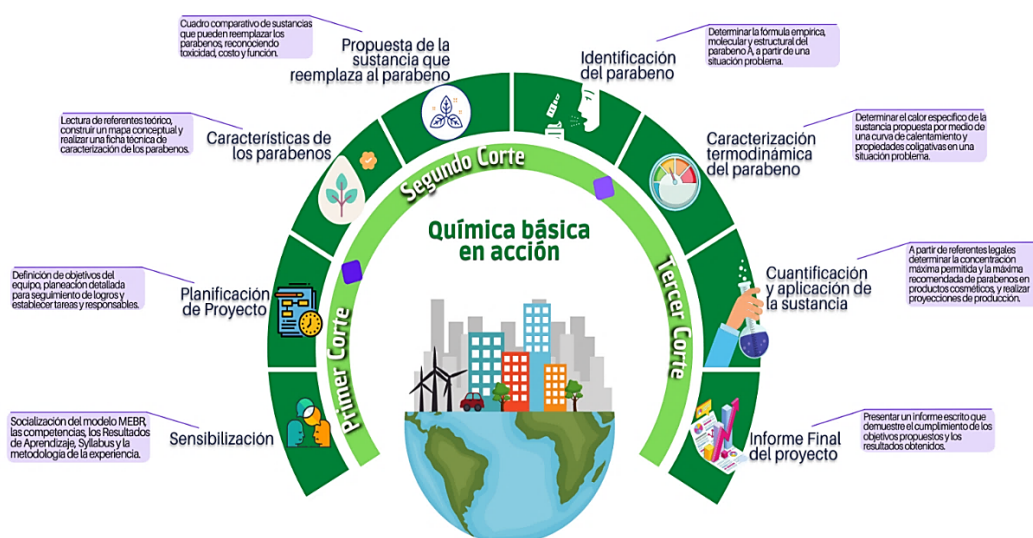 Cuadro comparativo de sustancias
que pueden reemplazar los
parabenos, reconociendo
toxicidad, costo y función.
Propuesta de la
sustancia que
reemplaza al parabeno
Identificación
del parabeno
Determinar la fórmula empírica,
molecular y estructural del
parabeno A, a partir de una
situación problema.
Lectura de referentes teórico,
construir un mapa conceptual y
realizar una ficha técnica de
caracterización de los parabenos.
Características de
los parabenos
Caracterización
termodinámica
del parabeno
Determinar el calor especifico de la
sustancia propuesta por medio de
una curva de calentamiento y
propiedades coligativas en una
situación problema.
Segundo Corte
Química básica
en acción
Definición de objetivos del
equipo, planeación detallada
para seguimiento de logros y
establecer tareas y responsables.
Planificación
de Proyecto
Cuantificación
y aplicación de
la sustancia
A partir de referentes legales
determinar la concentración
máxima permitida y la máxima
recomendada de parabenos en
productos cosméticos, y realizar
proyecciones de producción.
Primer Corte
Tercer Corte
Socialización del modelo MEBR,
las competencias, los Resultados
de Aprendizaje, Syllabus y la
metodología de la experiencia.
Sensibilización
Informe Final
del proyecto
Presentar un informe escrito que
demuestre el cumplimiento de los
objetivos propuestos y los
resultados obtenidos.